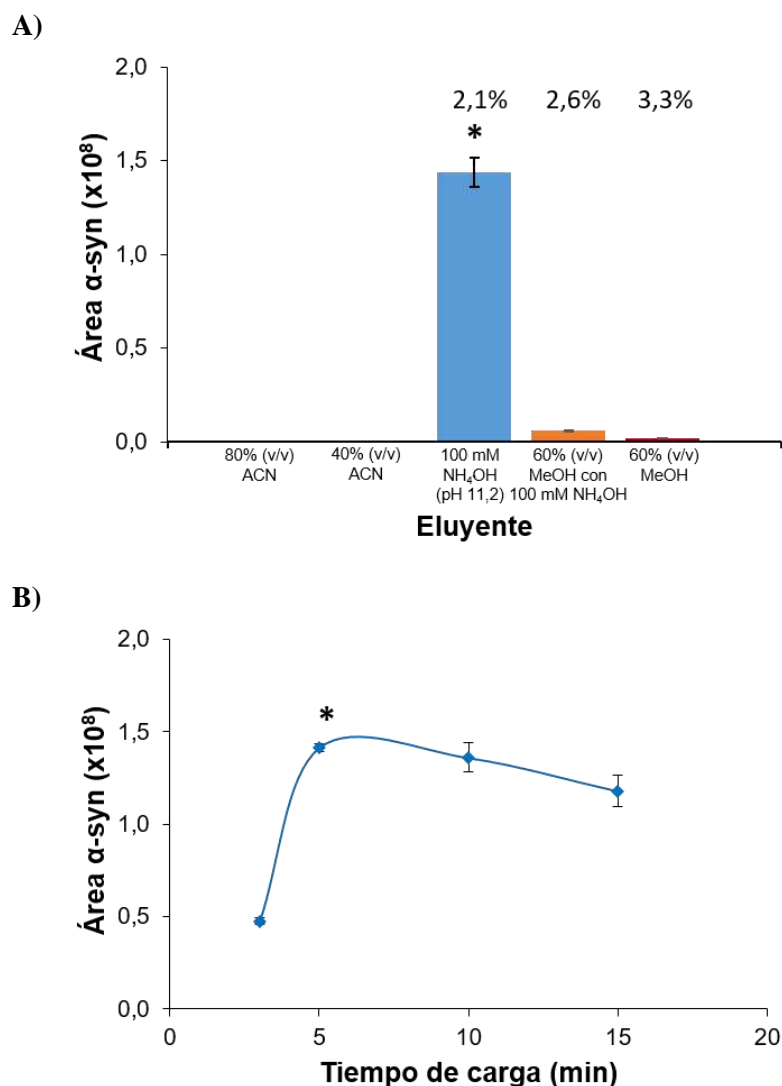 A)
Área α-syn (x10⁸)
2,0
1,5
1,0
0,5
0,0
2,1% 2,6% 3,3%
*
80% (v/v) 40% (v/v) 100 mM 60% (v/v) 60% (v/v)
ACN ACN NH₄OH MeOH con MeOH
(pH 11,2) 100 mM NH₄OH
Eluyente
B)
Área α-syn (x10⁸)
2,0
1,5
1,0
0,5
0,0
*
0 5 10 15 20
Tiempo de carga (min)